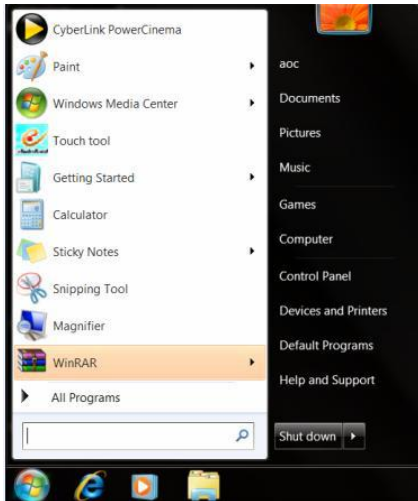 CyberLink PowerCinema
Paint
Windows Media Center
Touch tool
Getting Started
Calculator
Sticky Notes
Snipping Tool
Magnifier
WinRAR
All Programs
aoc
Documents
Pictures
Music
Games
Computer
Control Panel
Devices and Printers
Default Programs
Help and Support
Shut down